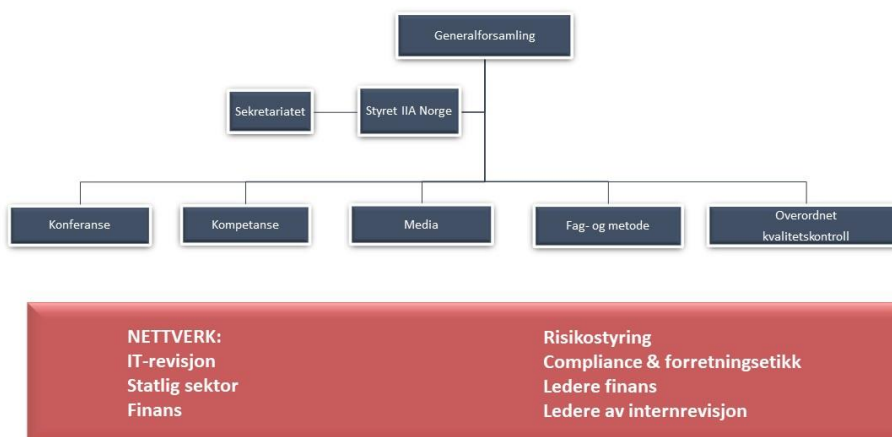 Generalforsamling
Sekretariatet
Styret IIA Norge
Konferanse
Kompetanse
Media
Fag- og metode
Overordnet
kvalitetskontroll
NETTVERK:
IT-revisjon
Statlig sektor
Finans
Risikostyring
Compliance & forretningsetikk
Ledere finans
Ledere av internrevisjon